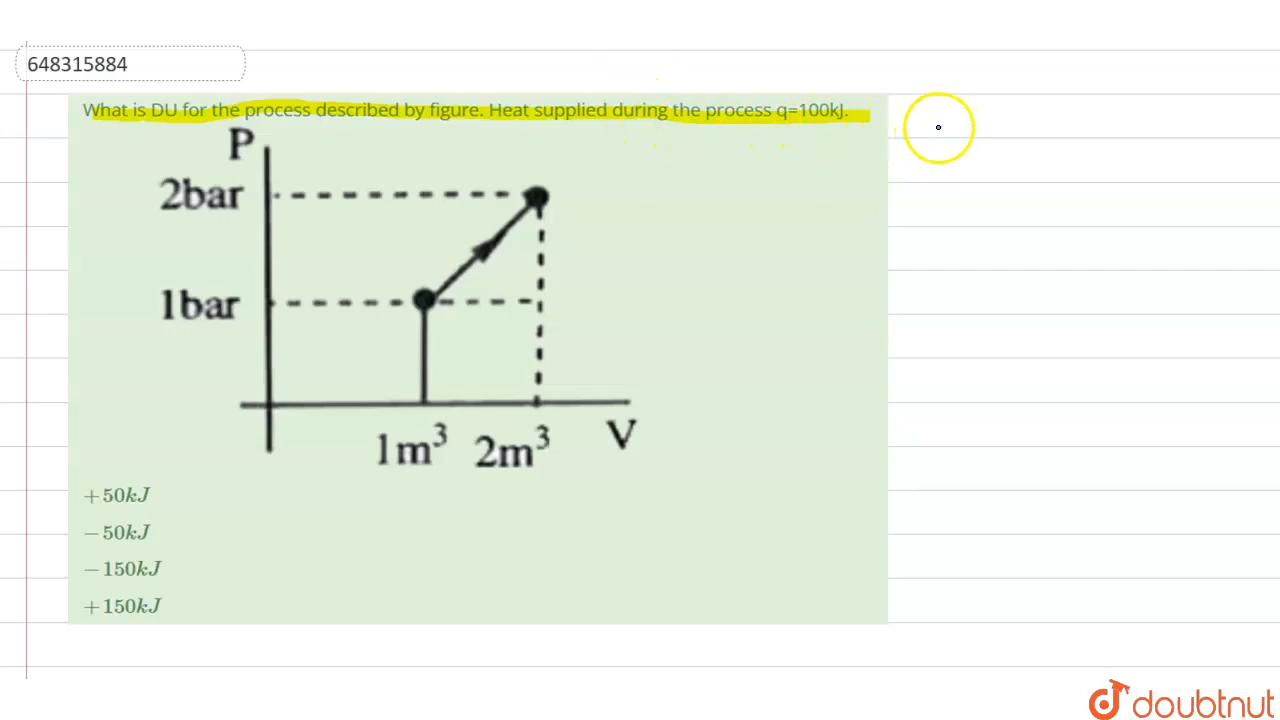 648315884
What is DU for the process described by figure. Heat supplied during the process q=100kJ.
P
2bar
1bar
1m³ 2m³ V
+50kJ
−50kJ
−150kJ
+150kJ
doubtnut